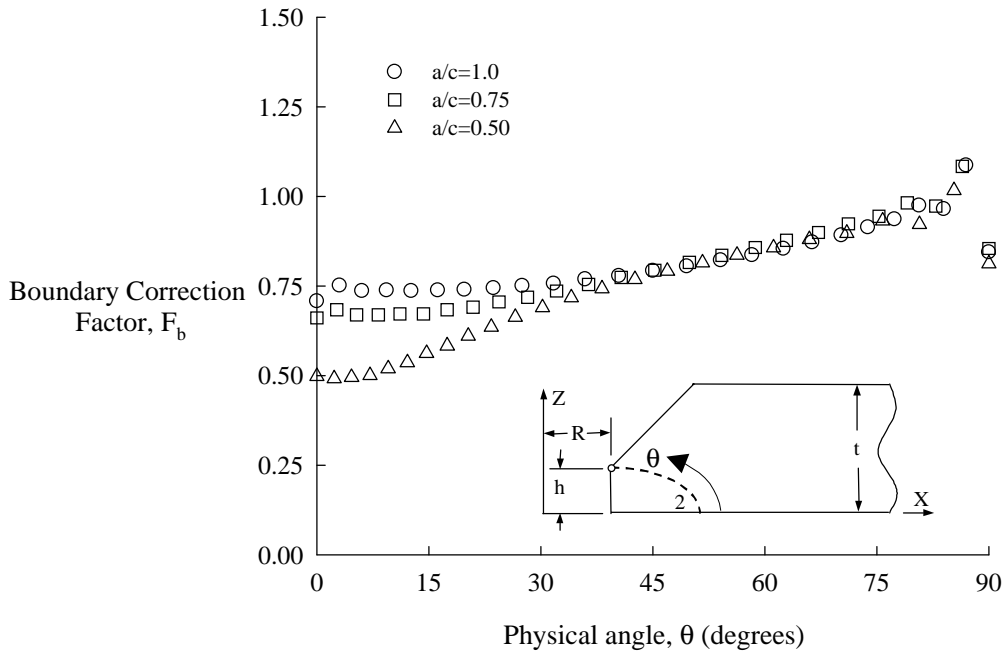 1.50
1.25
1.00
0.75
0.50
0.25
0.00
Boundary Correction
Factor, F_b
a/c=1.0
a/c=0.75
a/c=0.50
Z
R
h
θ
2
t
X
0 15 30 45 60 75 90
Physical angle, θ (degrees)